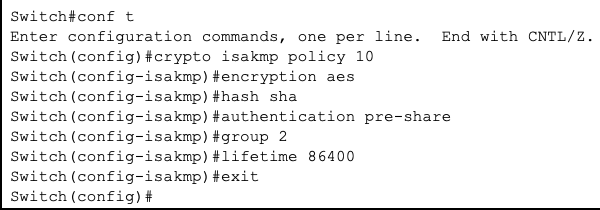 Switch#conf t
Enter configuration commands, one per line.  End with CNTL/Z.
Switch(config)#crypto isakmp policy 10
Switch(config-isakmp)#encryption aes
Switch(config-isakmp)#hash sha
Switch(config-isakmp)#authentication pre-share
Switch(config-isakmp)#group 2
Switch(config-isakmp)#lifetime 86400
Switch(config-isakmp)#exit
Switch(config)#